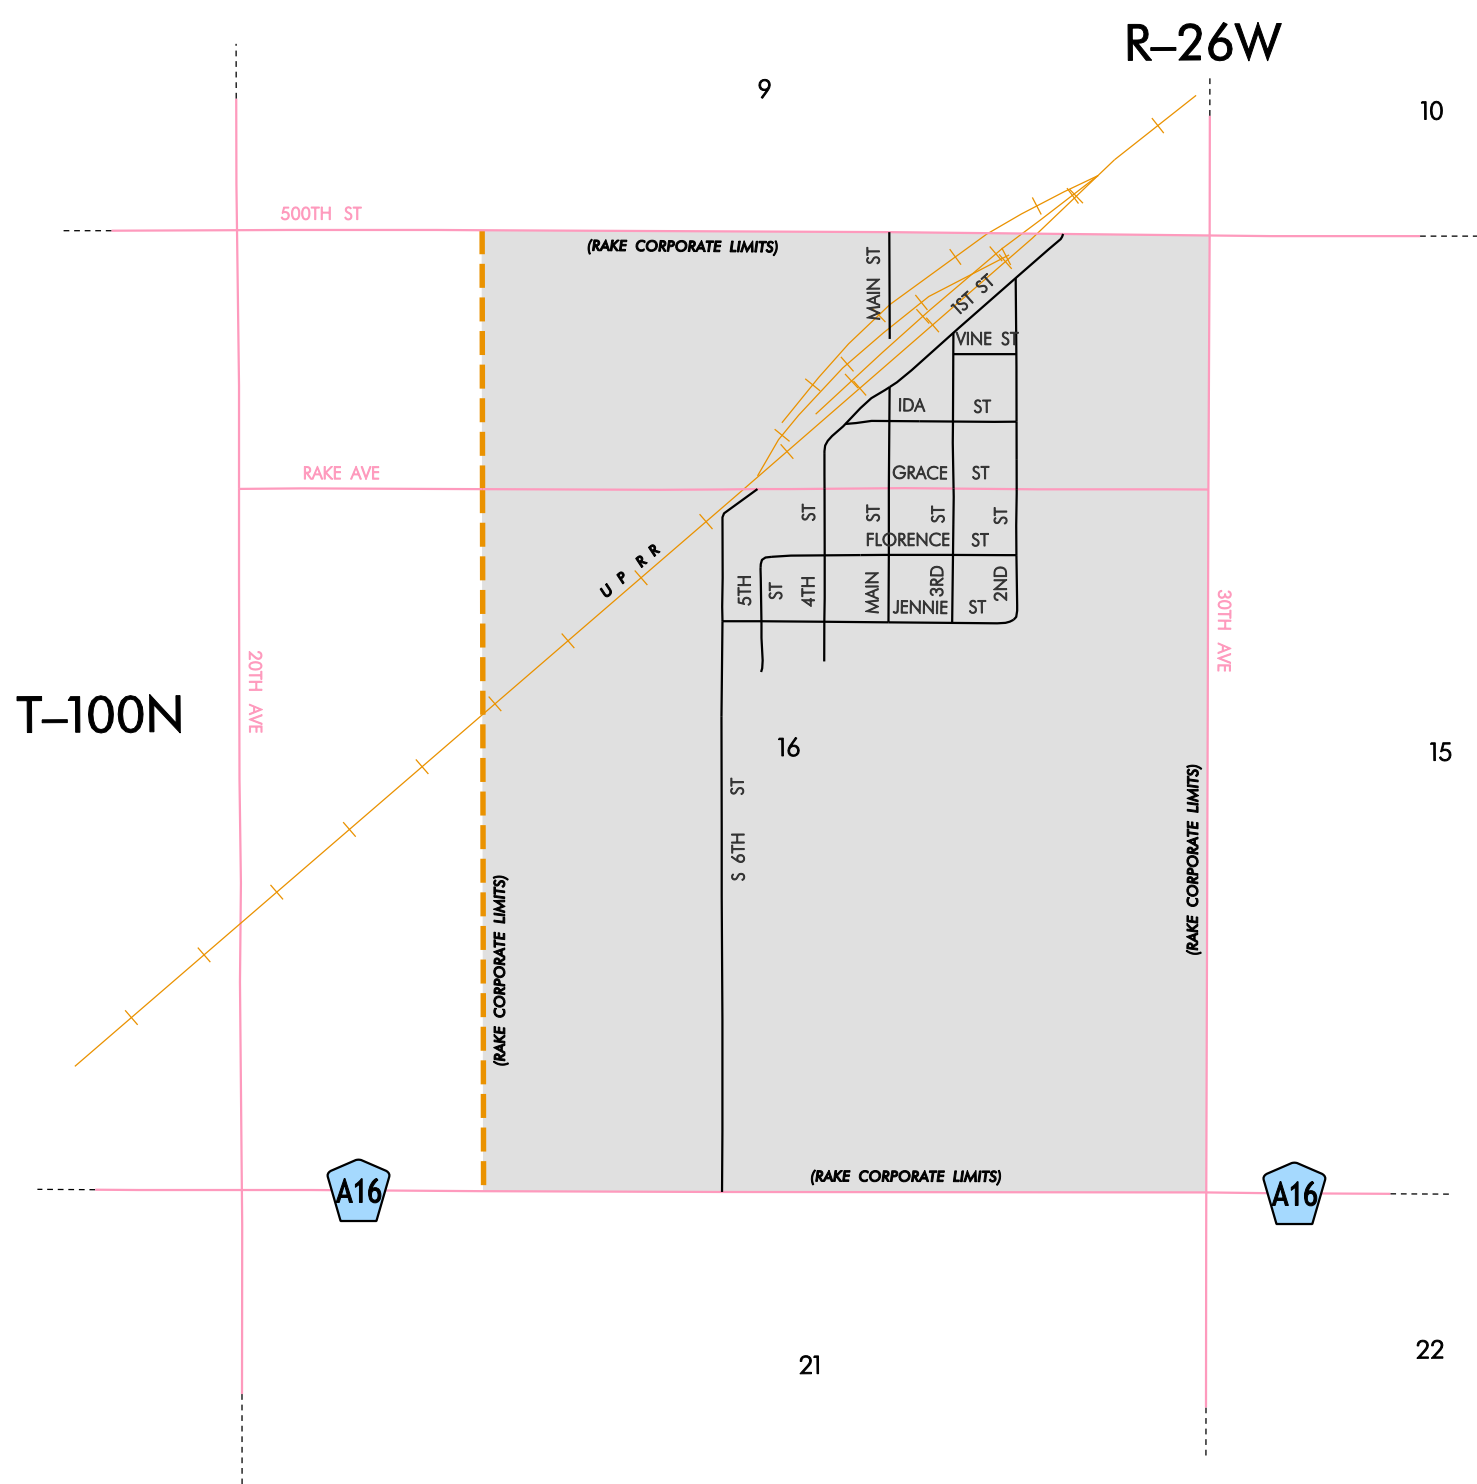 R–26W
9
10
500TH ST
(RAKE CORPORATE LIMITS)
MAIN ST
1ST ST
VINE ST
IDA ST
RAKE AVE
GRACE ST
FLORENCE ST
U P R R
5TH ST
4TH ST
MAIN ST
3RD ST
2ND ST
JENNIE ST
30TH AVE
20TH AVE
T–100N
16
15
S 6TH ST
(RAKE CORPORATE LIMITS)
(RAKE CORPORATE LIMITS)
(RAKE CORPORATE LIMITS)
A16
A16
21
22